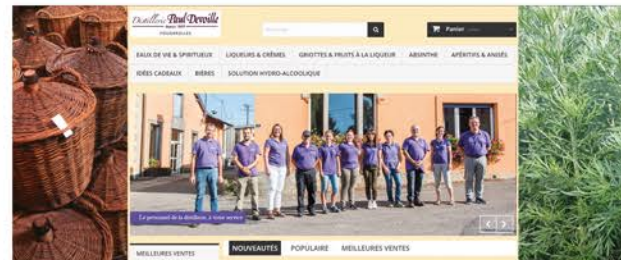 Distillerie Paul Devoille
FOUGEROLLES
Panier
EAUX DE VIE & SPIRITUEUX LIQUEURS & CRÈMES GRIOTTES & FRUITS À LA LIQUEUR ABSINTHE APÉRITIFS & ANISÉS
IDÉES CADEAUX BIÈRES SOLUTION HYDRO-ALCOOLIQUE
Le personnel de la distillerie, à votre service
MEILLEURES VENTES NOUVEAUTÉS POPULAIRE MEILLEURES VENTES